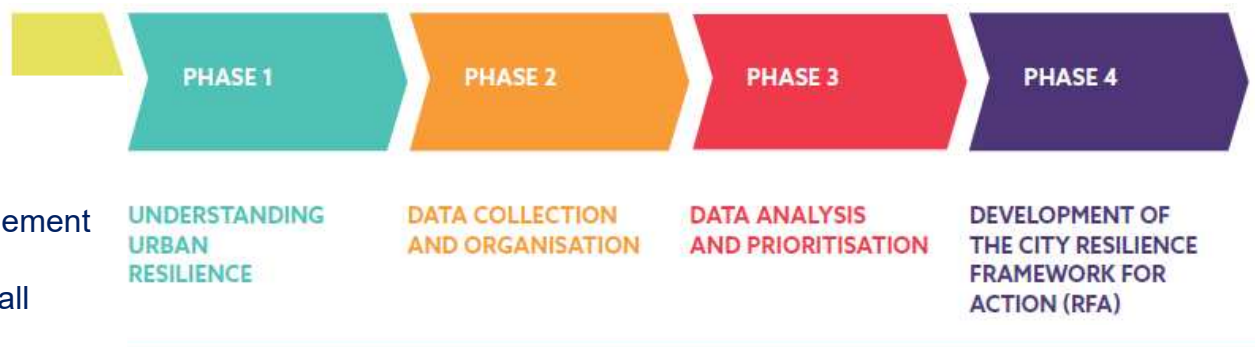 PHASE 1
PHASE 2
PHASE 3
PHASE 4
ement
all
UNDERSTANDING
URBAN
RESILIENCE
DATA COLLECTION
AND ORGANISATION
DATA ANALYSIS
AND PRIORITISATION
DEVELOPMENT OF
THE CITY RESILIENCE
FRAMEWORK FOR
ACTION (RFA)